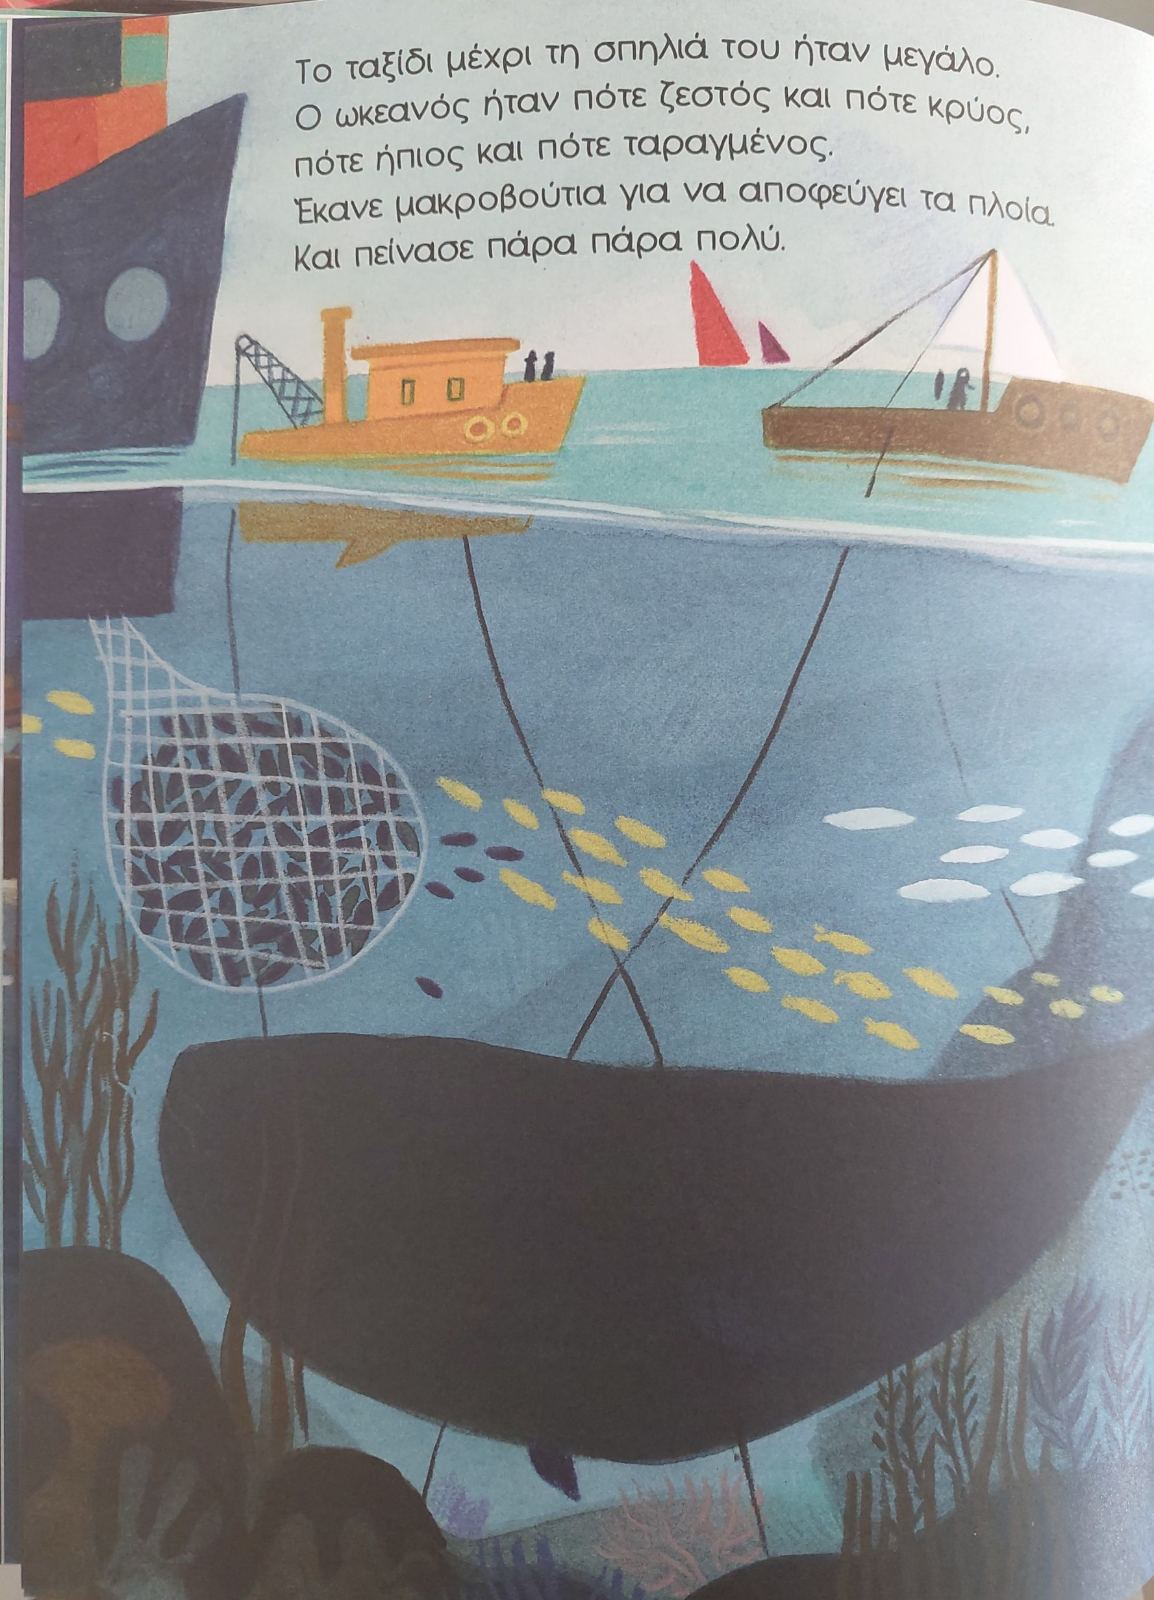 Το ταξίδι μέχρι τη σπηλιά του ήταν μεγάλο.
Ο ωκεανός ήταν πότε ζεστός και πότε κρύος,
πότε ήπιος και πότε ταραγμένος.
Έκανε μακροβούτια για να αποφεύγει τα πλοία.
Και πείνασε πάρα πάρα πολύ.